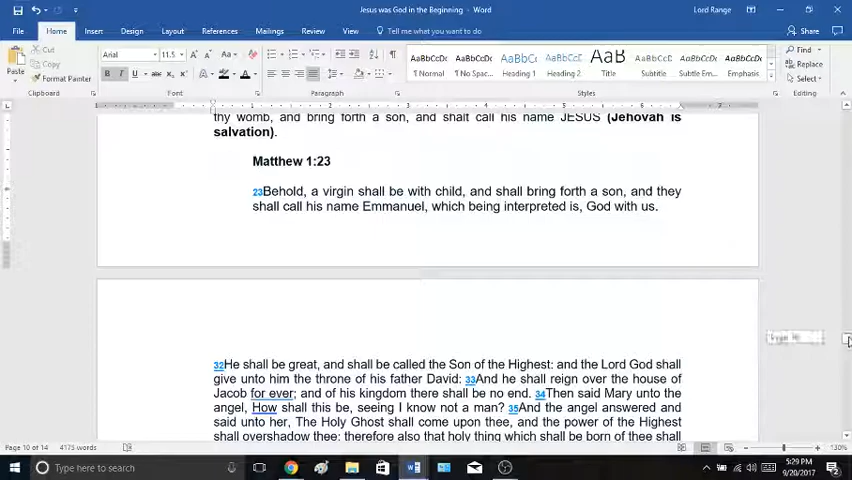 Jesus was God in the Beginning - Word
Lord Range
File Home Insert Design Layout References Mailings Review View Tell me what you want to do Share
Paste
Cut
Copy
Format Painter
Arial 11.5
B I U abc
AaBbCcDc AaBbCcDc AaBbCc AaBbCcC AaB AaBbCcC AaBbCcDc AaBbCcDc
¶ Normal ¶ No Spac... Heading 1 Heading 2 Title Subtitle Subtle Em... Emphasis
Find
Replace
Select
Clipboard Font Paragraph Styles Editing
thy womb, and bring forth a son, and shalt call his name JESUS (Jehovah is
salvation).
Matthew 1:23
23Behold, a virgin shall be with child, and shall bring forth a son, and they
shall call his name Emmanuel, which being interpreted is, God with us.
32He shall be great, and shall be called the Son of the Highest: and the Lord God shall
give unto him the throne of his father David: 33And he shall reign over the house of
Jacob for ever; and of his kingdom there shall be no end. 34Then said Mary unto the
angel, How shall this be, seeing I know not a man? 35And the angel answered and
said unto her, The Holy Ghost shall come upon thee, and the power of the Highest
shall overshadow thee: therefore also that holy thing which shall be born of thee shall
Page 10 of 14 4175 words
130%
Type here to search
5:29 PM
9/20/2017